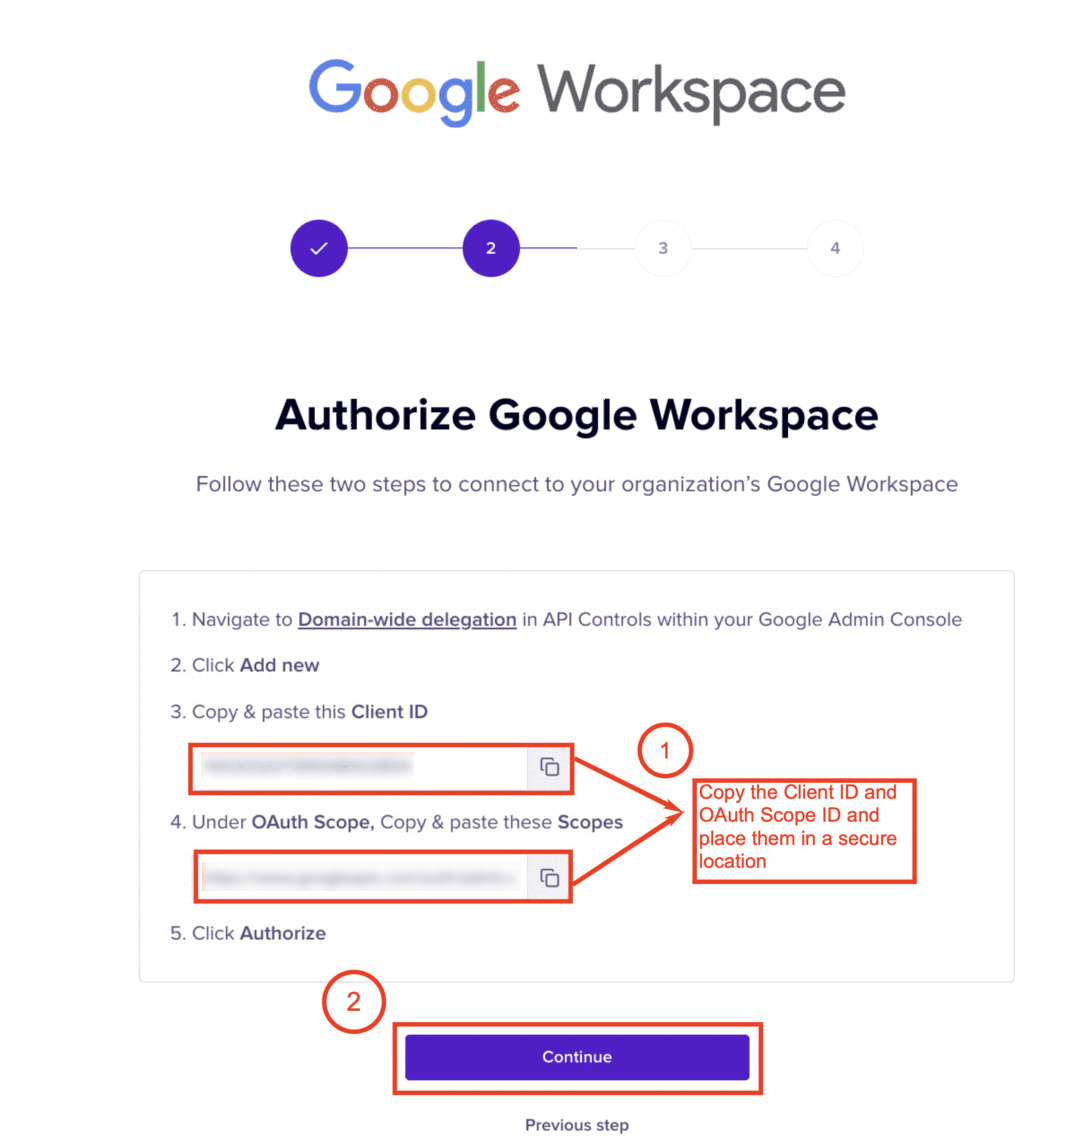 Google Workspace
2
3
4
Authorize Google Workspace
Follow these two steps to connect to your organization's Google Workspace
1. Navigate to Domain-wide delegation in API Controls within your Google Admin Console
2. Click Add new
3. Copy & paste this Client ID
1
Copy the Client ID and
OAuth Scope ID and
place them in a secure
location
4. Under OAuth Scope, Copy & paste these Scopes
5. Click Authorize
2
Continue
Previous step